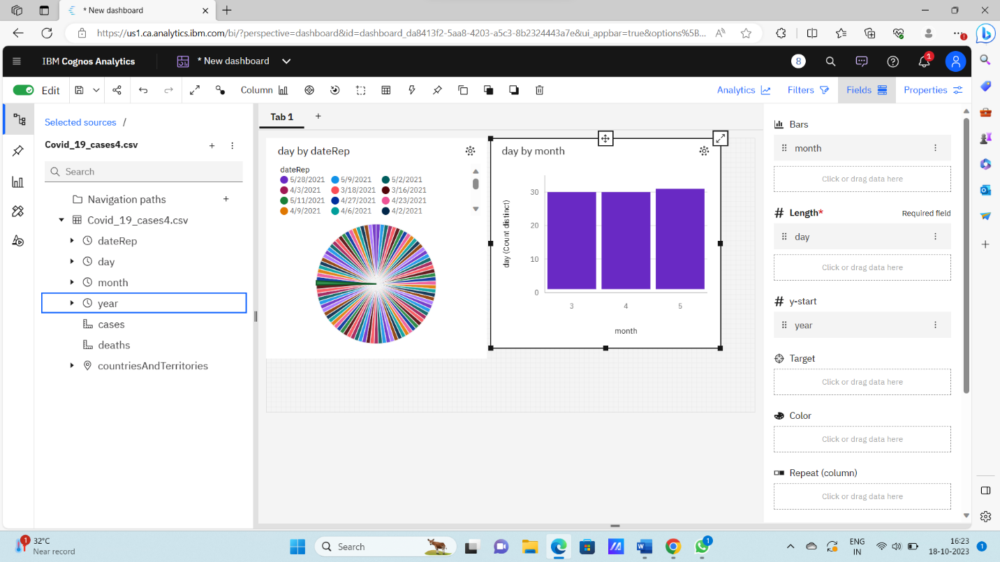 * New dashboard
https://us1.ca.analytics.ibm.com/bi/?perspective=dashboard&id=dashboard_da8413f2-5aa8-4203-a5c3-8b2324443a7e&ui_appbar=true&options%5B...
IBM Cognos Analytics
* New dashboard
8
1
Edit
Column
Analytics
Filters
Fields
Properties
Selected sources /
Covid_19_cases4.csv
Search
Navigation paths
Covid_19_cases4.csv
dateRep
day
month
year
cases
deaths
countriesAndTerritories
Tab 1
day by dateRep
dateRep
5/28/2021 5/9/2021 5/2/2021
4/3/2021 3/18/2021 3/16/2021
5/11/2021 4/27/2021 4/23/2021
4/9/2021 4/6/2021 4/2/2021
day by month
day (Count distinct)
30
20
10
0
3 4 5
month
Bars
month
Click or drag data here
Length* Required field
day
Click or drag data here
y-start
year
Target
Click or drag data here
Color
Click or drag data here
Repeat (column)
Click or drag data here
1
32°C
Near record
Search
1
ENG
IN
16:23
18-10-2023
1